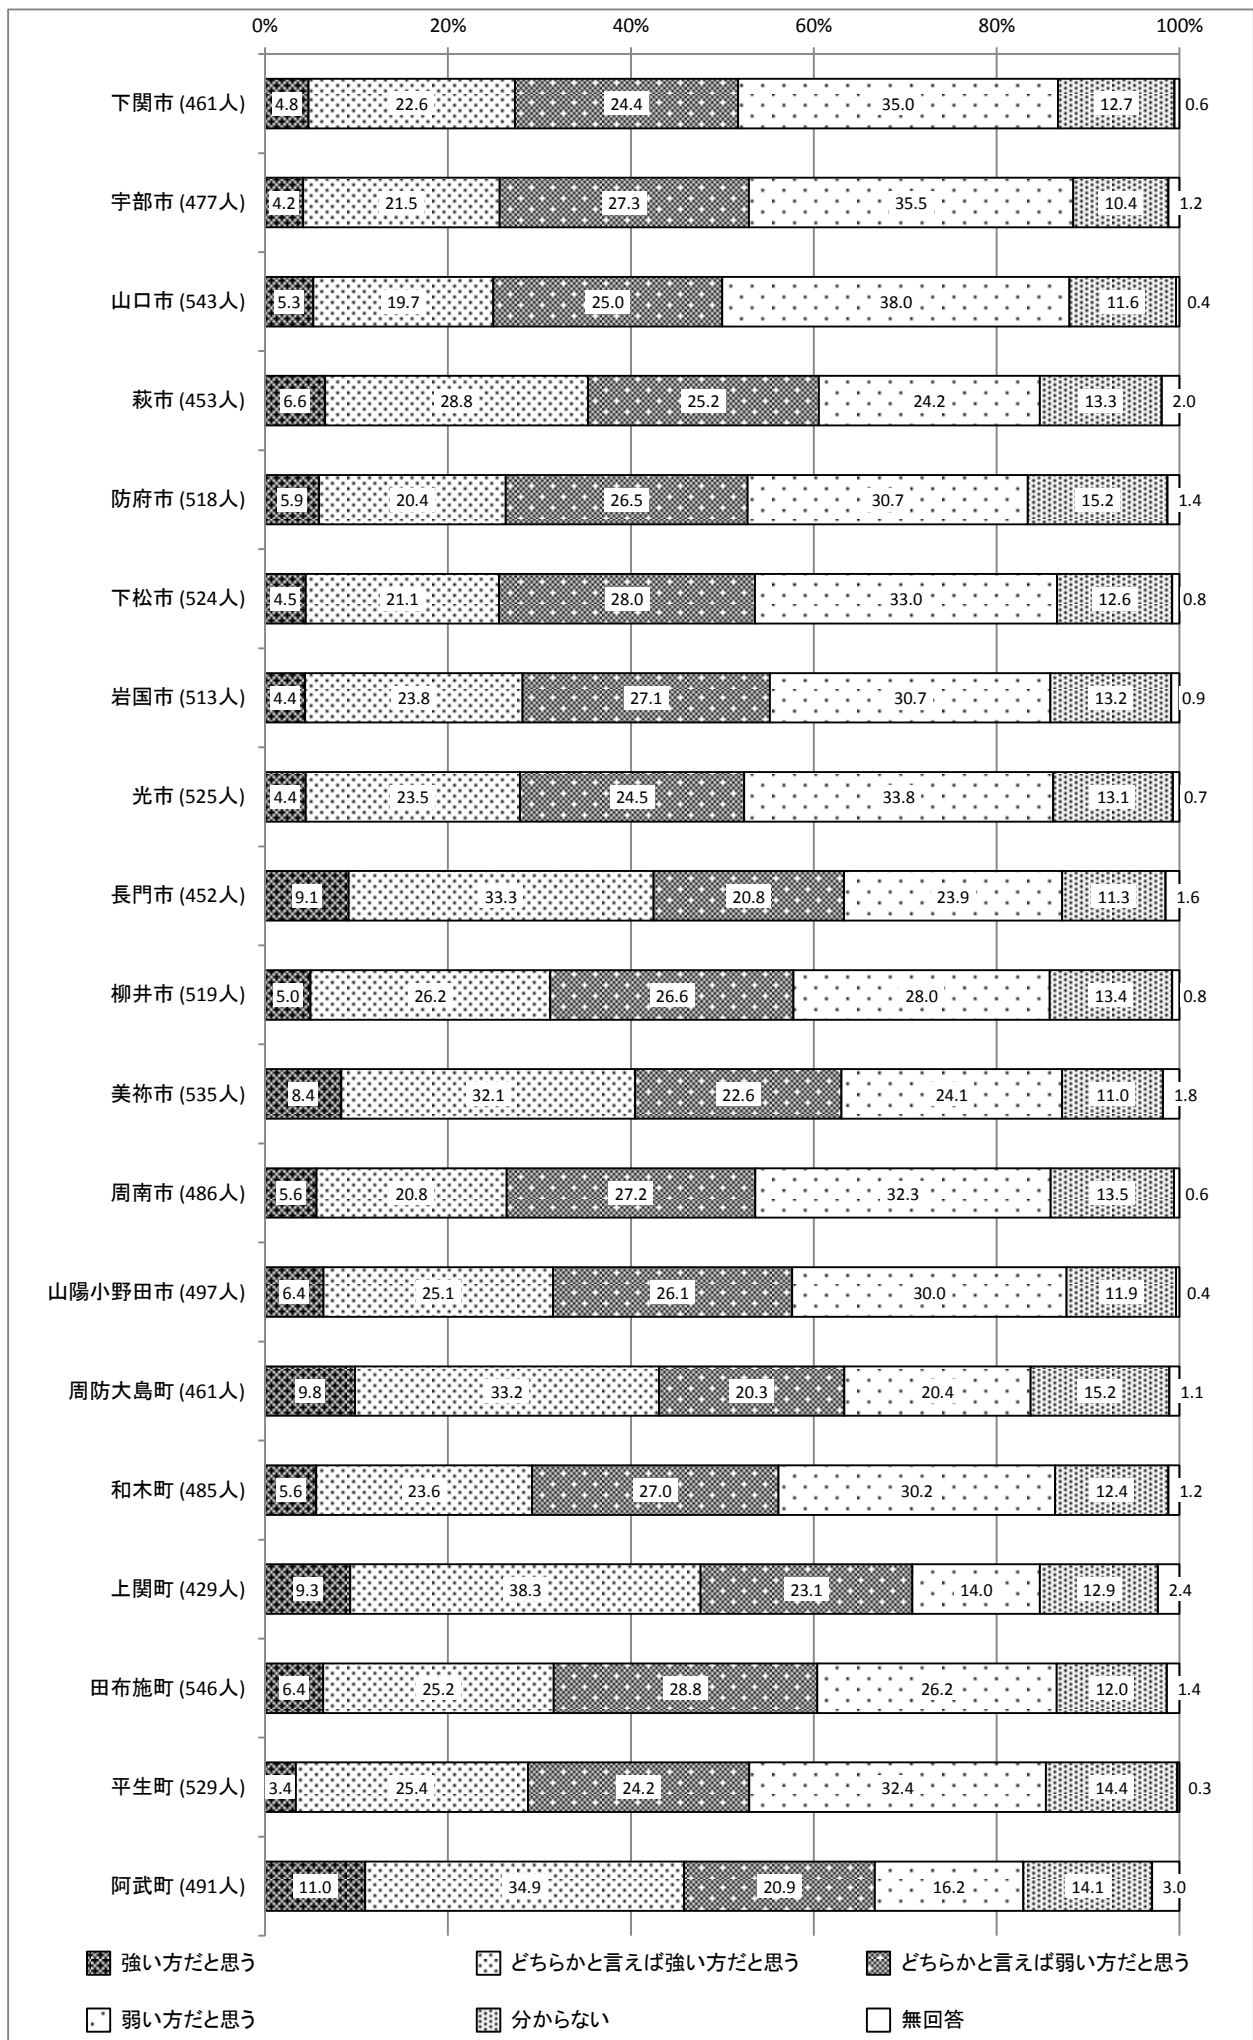 0% 20% 40% 60% 80% 100%
下関市 (461人) 4.8 22.6 24.4 35.0 12.7 0.6
宇部市 (477人) 4.2 21.5 27.3 35.5 10.4 1.2
山口市 (543人) 5.3 19.7 25.0 38.0 11.6 0.4
萩市 (453人) 6.6 28.8 25.2 24.2 13.3 2.0
防府市 (518人) 5.9 20.4 26.5 30.7 15.2 1.4
下松市 (524人) 4.5 21.1 28.0 33.0 12.6 0.8
岩国市 (513人) 4.4 23.8 27.1 30.7 13.2 0.9
光市 (525人) 4.4 23.5 24.5 33.8 13.1 0.7
長門市 (452人) 9.1 33.3 20.8 23.9 11.3 1.6
柳井市 (519人) 5.0 26.2 26.6 28.0 13.4 0.8
美祢市 (535人) 8.4 32.1 22.6 24.1 11.0 1.8
周南市 (486人) 5.6 20.8 27.2 32.3 13.5 0.6
山陽小野田市 (497人) 6.4 25.1 26.1 30.0 11.9 0.4
周防大島町 (461人) 9.8 33.2 20.3 20.4 15.2 1.1
和木町 (485人) 5.6 23.6 27.0 30.2 12.4 1.2
上関町 (429人) 9.3 38.3 23.1 14.0 12.9 2.4
田布施町 (546人) 6.4 25.2 28.8 26.2 12.0 1.4
平生町 (529人) 3.4 25.4 24.2 32.4 14.4 0.3
阿武町 (491人) 11.0 34.9 20.9 16.2 14.1 3.0
強い方だと思う どちらかと言えば強い方だと思う どちらかと言えば弱い方だと思う
弱い方だと思う 分からない 無回答